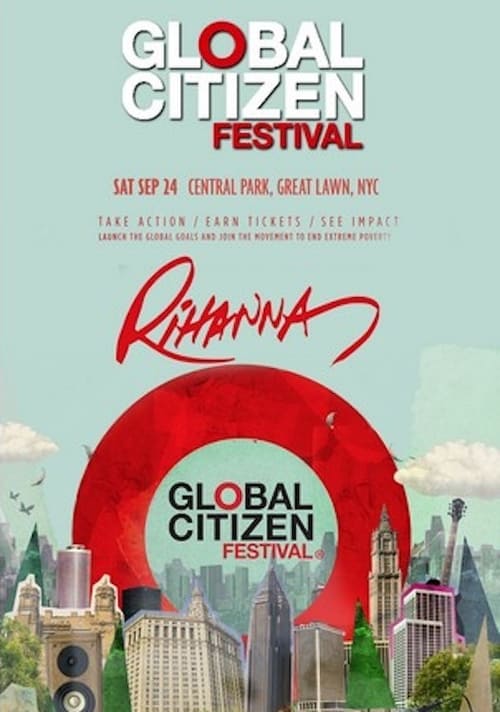 GLOBAL
CITIZEN
FESTIVAL
SAT SEP 24 CENTRAL PARK, GREAT LAWN, NYC
TAKE ACTION / EARN TICKETS / SEE IMPACT
LAUNCH THE GLOBAL GOALS AND JOIN THE MOVEMENT TO END EXTREME POVERTY
RIHANNA
GLOBAL
CITIZEN
FESTIVAL®